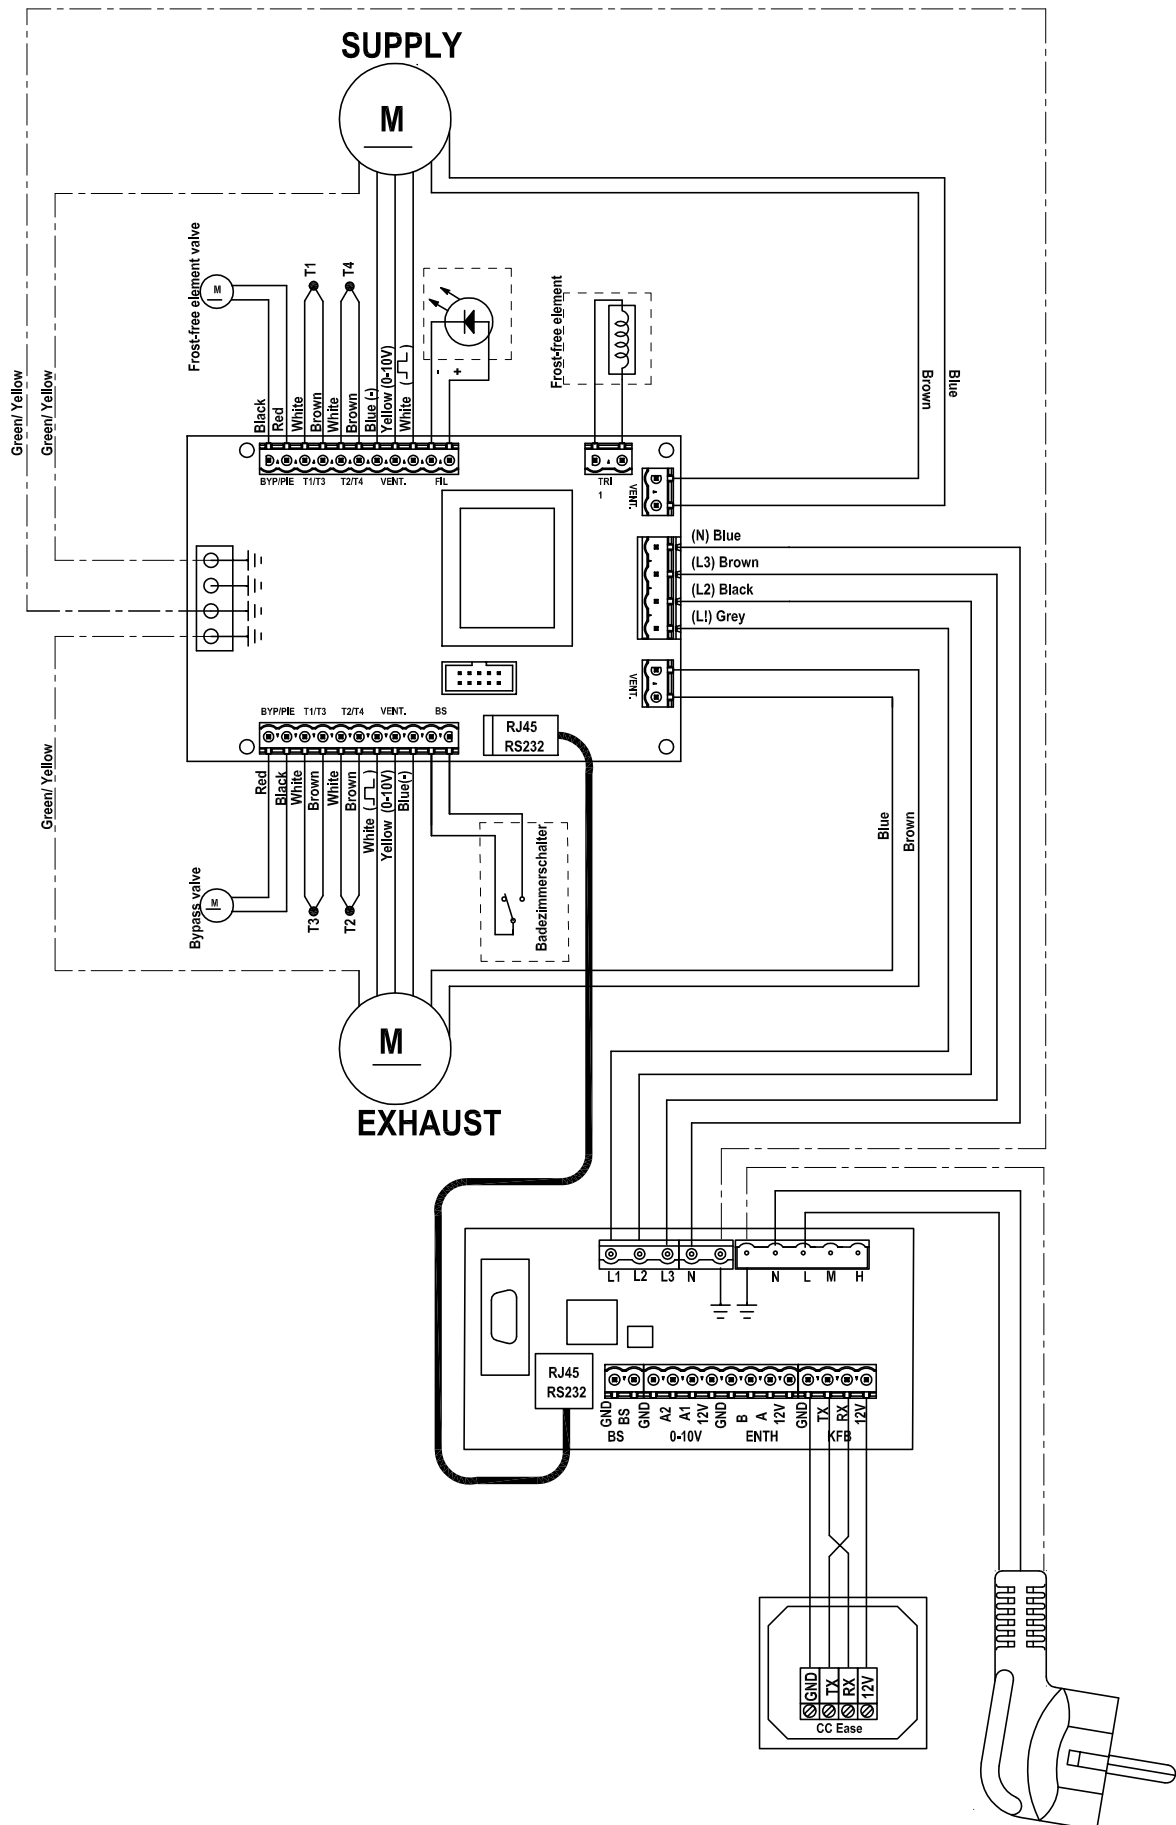 SUPPLY
M
Frost-free element valve
M
T1
T4
Frost-free element
Green/ Yellow
Green/ Yellow
Black
Red
White
Brown
White
Brown
Blue (-)
Yellow (0-10V)
White ( )
-
+
Brown
Blue
BYP/PIE T1/T3 T2/T4 VENT. FIL
TRI
1
VENT.
(N) Blue
(L3) Brown
(L2) Black
(L!) Grey
VENT.
BYP/PIE T1/T3 T2/T4 VENT. BS
RJ45
RS232
Green/ Yellow
Red
Black
White
Brown
White
Brown
White ( )
Yellow (0-10V)
Blue(-)
Blue
Brown
Badezimmerschalter
Bypass valve
M
T3
T2
M
EXHAUST
L1 L2 L3 N
N L M H
RJ45
RS232
GND
BS
GND
A2
A1
12V
GND
B
A
12V
GND
TX
RX
12V
BS 0-10V ENTH KFB
GND
TX
RX
12V
CC Ease